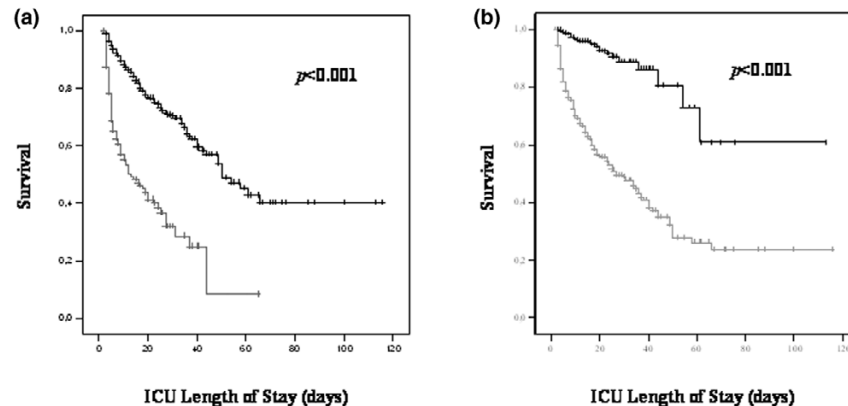 (a)
p<0.001
Survival
1,0
0,8
0,6
0,4
0,2
0,0
0 20 40 60 80 100 120
ICU Length of Stay (days)
(b)
p<0.001
Survival
1,0
0,8
0,6
0,4
0,2
0,0
0 20 40 60 80 100 120
ICU Length of Stay (days)